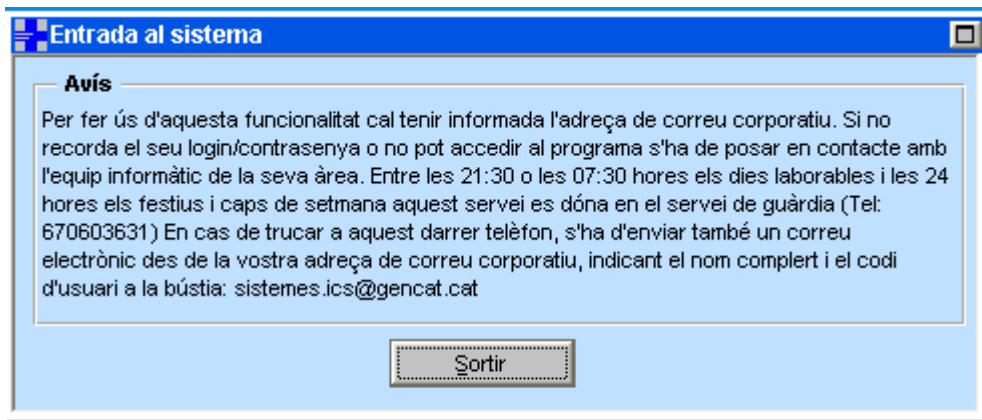 Entrada al sistema
Avís
Per fer ús d'aquesta funcionalitat cal tenir informada l'adreça de correu corporatiu. Si no
recorda el seu login/contrasenya o no pot accedir al programa s'ha de posar en contacte amb
l'equip informàtic de la seva àrea. Entre les 21:30 o les 07:30 hores els dies laborables i les 24
hores els festius i caps de setmana aquest servei es dóna en el servei de guàrdia (Tel:
670603631) En cas de trucar a aquest darrer telèfon, s'ha d'enviar també un correu
electrònic des de la vostra adreça de correu corporatiu, indicant el nom complert i el codi
d'usuari a la bústia: sistemes.ics@gencat.cat
Sortir